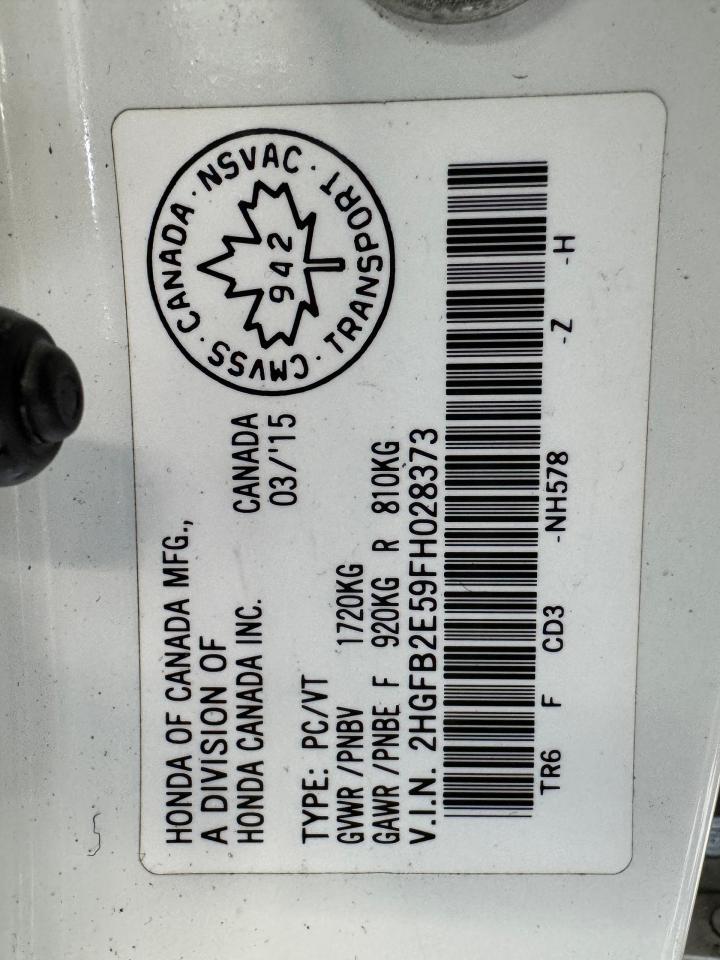 HONDA OF CANADA MFG.,
A DIVISION OF
HONDA CANADA INC.
CANADA
03/'15
CMVSS · CANADA · NSVAC · TRANSPORT ·
942
TYPE: PC/VT
GVWR /PNBV 1720KG
GAWR /PNBE F 920KG R 810KG
V.I.N. 2HGFB2E59FH028373
TR6 F CD3 -NH578 -Z -H